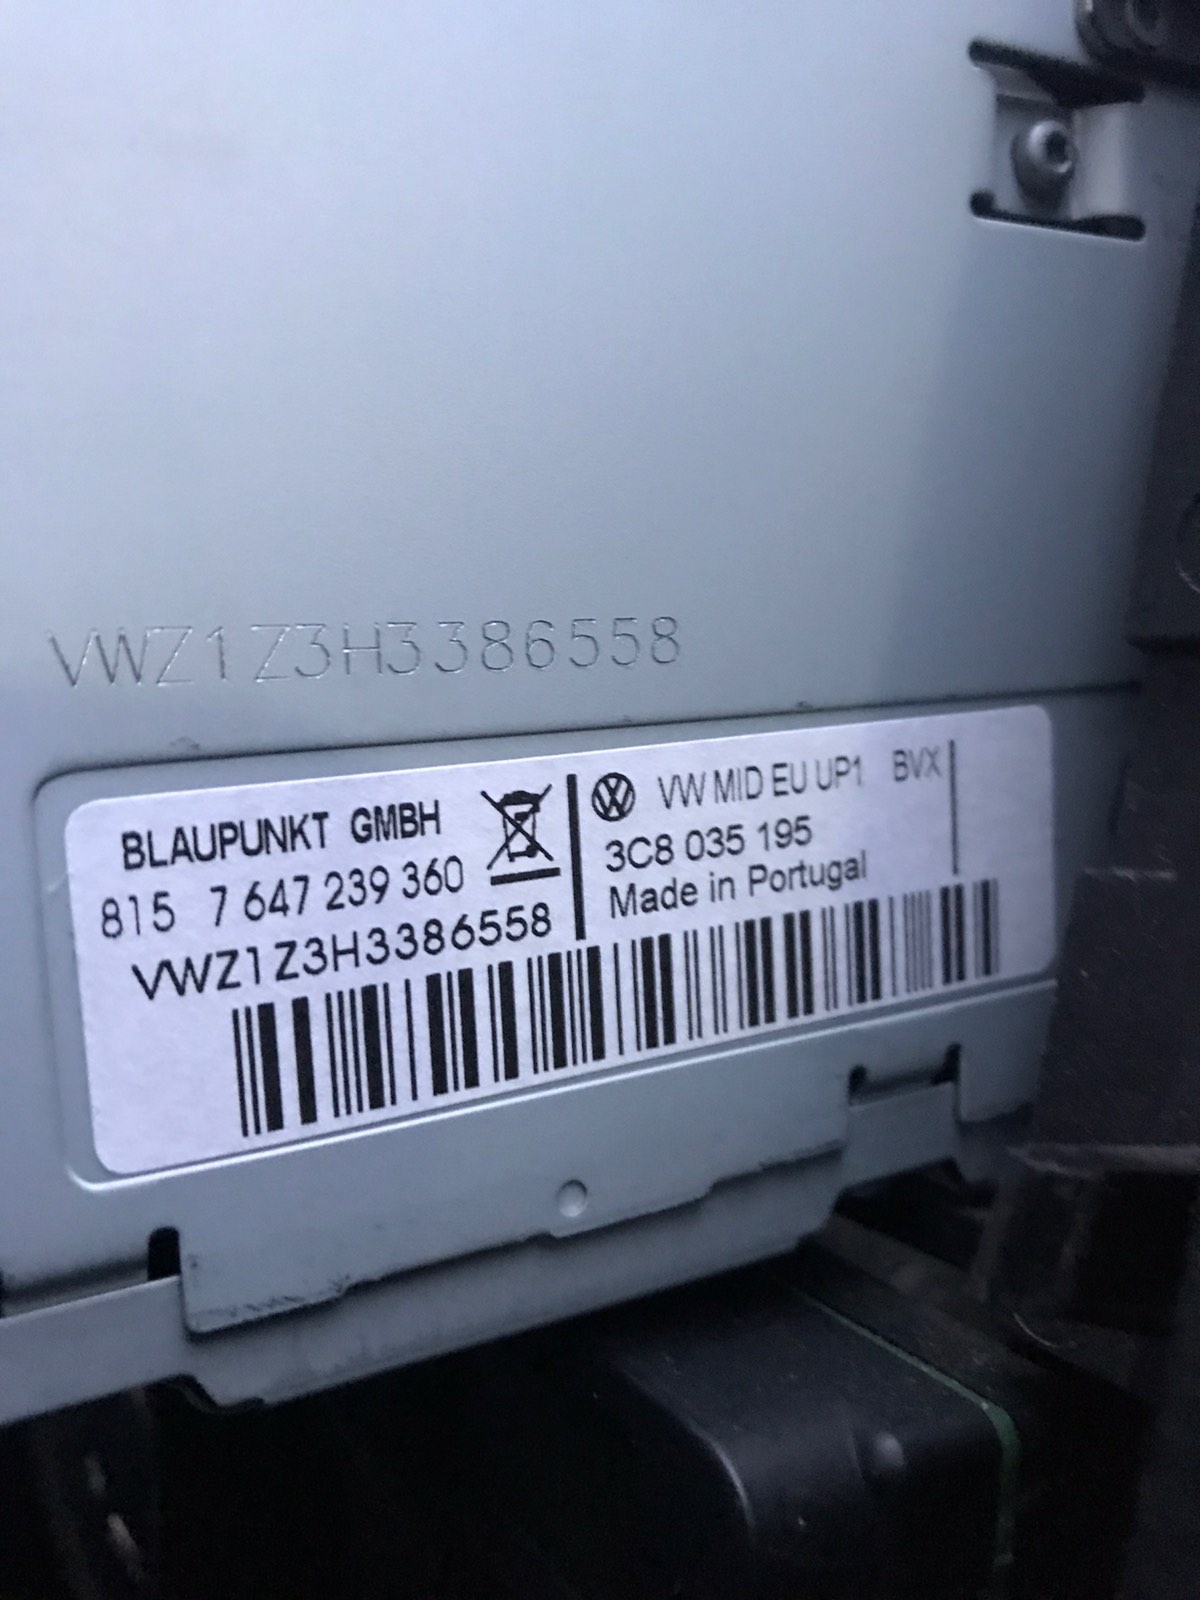 VWZ1Z3H3386558
BLAUPUNKT GMBH
815 7 647 239 360
VWZ1Z3H3386558
VW MID EU UP1 BVX
3C8 035 195
Made in Portugal